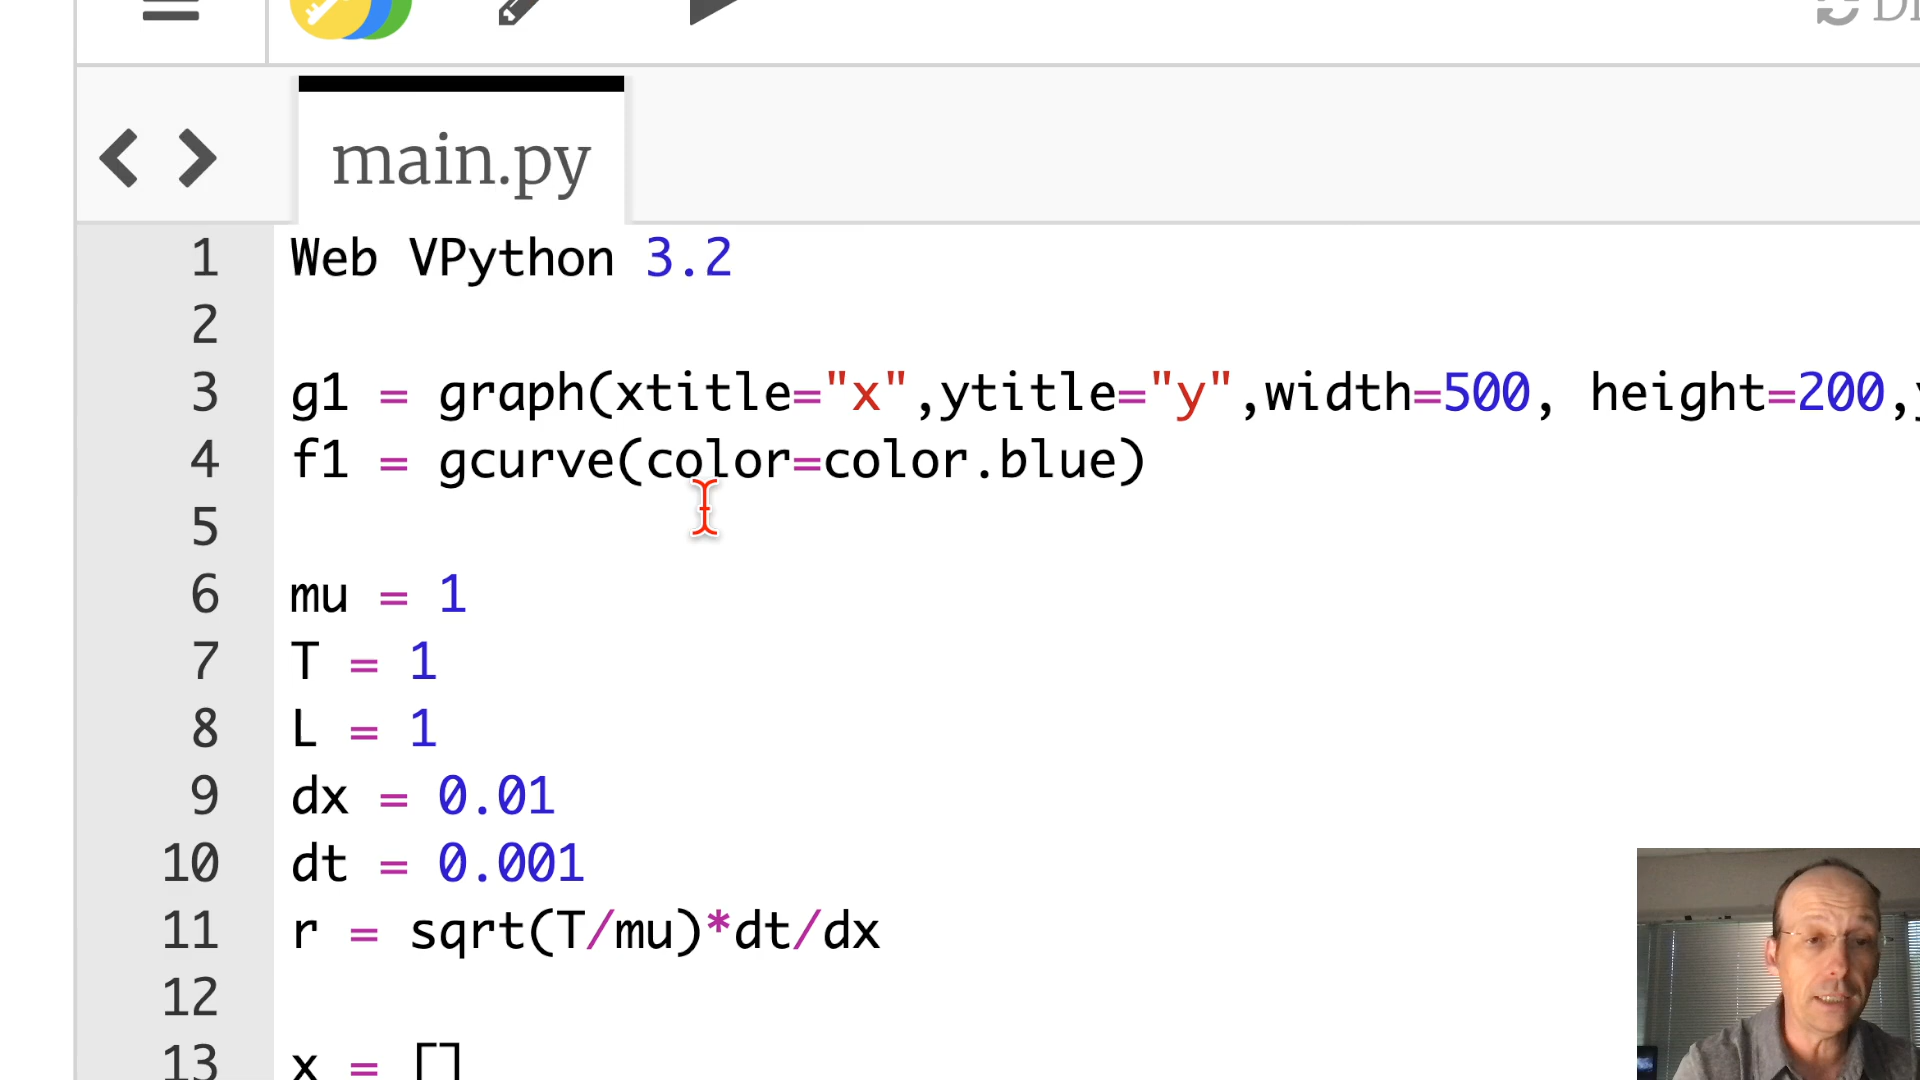 main.py
1 Web VPython 3.2
2
3 g1 = graph(xtitle="x",ytitle="y",width=500, height=200,
4 f1 = gcurve(color=color.blue)
5
6 mu = 1
7 T = 1
8 L = 1
9 dx = 0.01
10 dt = 0.001
11 r = sqrt(T/mu)*dt/dx
12
13 x = []